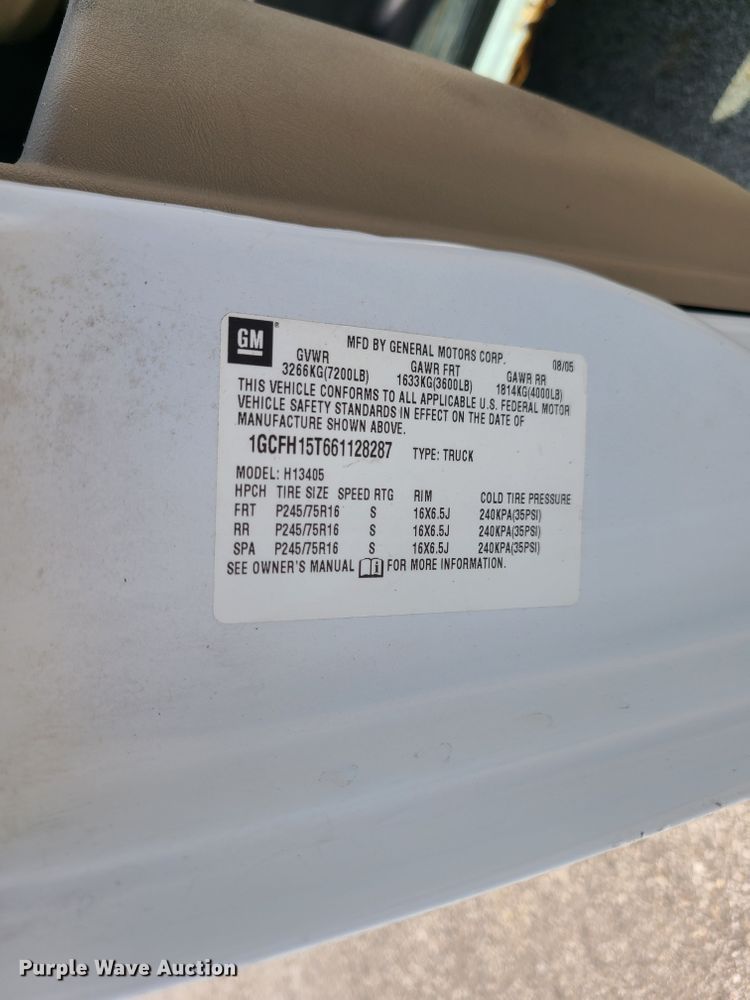 GM®
MFD BY GENERAL MOTORS CORP. 08/05
GVWR GAWR FRT GAWR RR
3266KG(7200LB) 1633KG(3600LB) 1814KG(4000LB)
THIS VEHICLE CONFORMS TO ALL APPLICABLE U.S. FEDERAL MOTOR
VEHICLE SAFETY STANDARDS IN EFFECT ON THE DATE OF
MANUFACTURE SHOWN ABOVE.
1GCFH15T661128287 TYPE: TRUCK
MODEL: H13405
HPCH TIRE SIZE SPEED RTG RIM COLD TIRE PRESSURE
FRT P245/75R16 S 16X6.5J 240KPA(35PSI)
RR P245/75R16 S 16X6.5J 240KPA(35PSI)
SPA P245/75R16 S 16X6.5J 240KPA(35PSI)
SEE OWNER'S MANUAL i FOR MORE INFORMATION.
Purple Wave Auction